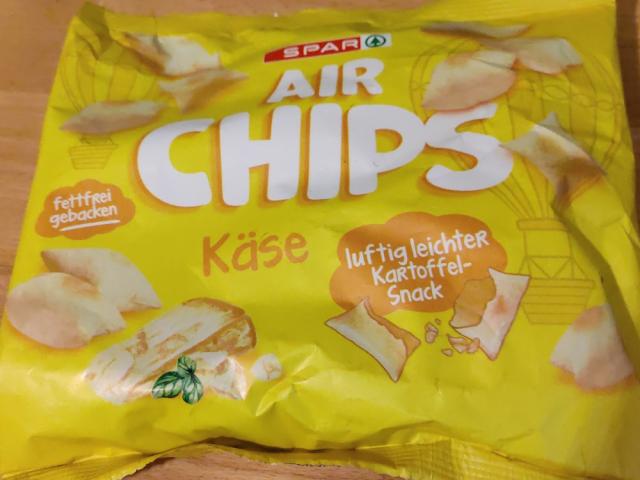 SPAR
AIR
CHIPS
fettfrei
gebacken
Käse
luftig leichter
Kartoffel-
Snack